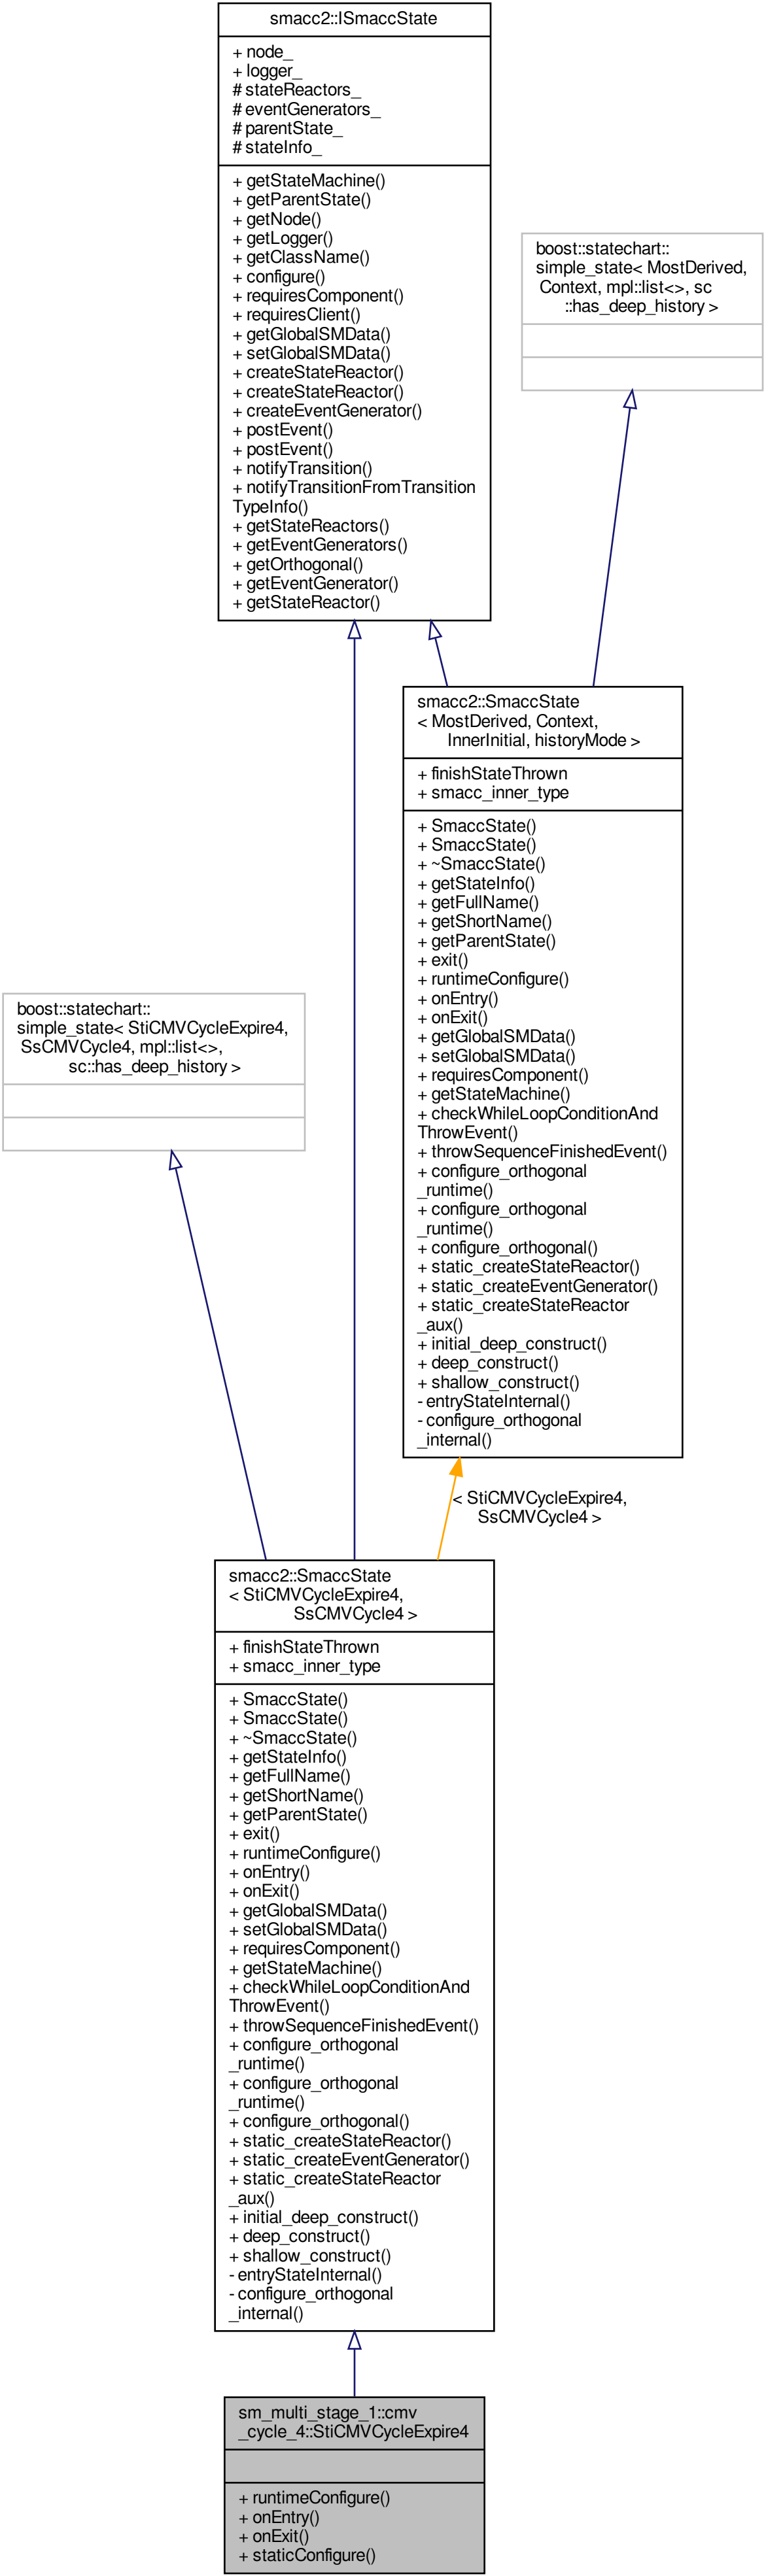 smacc2::ISmaccState
+ node_
+ logger_
# stateReactors_
# eventGenerators_
# parentState_
# stateInfo_
+ getStateMachine()
+ getParentState()
+ getNode()
+ getLogger()
+ getClassName()
+ configure()
+ requiresComponent()
+ requiresClient()
+ getGlobalSMData()
+ setGlobalSMData()
+ createStateReactor()
+ createStateReactor()
+ createEventGenerator()
+ postEvent()
+ postEvent()
+ notifyTransition()
+ notifyTransitionFromTransition
TypeInfo()
+ getStateReactors()
+ getEventGenerators()
+ getOrthogonal()
+ getEventGenerator()
+ getStateReactor()
boost::statechart::
simple_state< MostDerived,
Context, mpl::list<>, sc
::has_deep_history >
smacc2::SmaccState
< MostDerived, Context,
InnerInitial, historyMode >
+ finishStateThrown
+ smacc_inner_type
+ SmaccState()
+ SmaccState()
+ ~SmaccState()
+ getStateInfo()
+ getFullName()
+ getShortName()
+ getParentState()
+ exit()
+ runtimeConfigure()
+ onEntry()
+ onExit()
+ getGlobalSMData()
+ setGlobalSMData()
+ requiresComponent()
+ getStateMachine()
+ checkWhileLoopConditionAnd
ThrowEvent()
+ throwSequenceFinishedEvent()
+ configure_orthogonal
_runtime()
+ configure_orthogonal
_runtime()
+ configure_orthogonal()
+ static_createStateReactor()
+ static_createEventGenerator()
+ static_createStateReactor
_aux()
+ initial_deep_construct()
+ deep_construct()
+ shallow_construct()
- entryStateInternal()
- configure_orthogonal
_internal()
boost::statechart::
simple_state< StiCMVCycleExpire4,
SsCMVCycle4, mpl::list<>,
sc::has_deep_history >
< StiCMVCycleExpire4,
SsCMVCycle4 >
smacc2::SmaccState
< StiCMVCycleExpire4,
SsCMVCycle4 >
+ finishStateThrown
+ smacc_inner_type
+ SmaccState()
+ SmaccState()
+ ~SmaccState()
+ getStateInfo()
+ getFullName()
+ getShortName()
+ getParentState()
+ exit()
+ runtimeConfigure()
+ onEntry()
+ onExit()
+ getGlobalSMData()
+ setGlobalSMData()
+ requiresComponent()
+ getStateMachine()
+ checkWhileLoopConditionAnd
ThrowEvent()
+ throwSequenceFinishedEvent()
+ configure_orthogonal
_runtime()
+ configure_orthogonal
_runtime()
+ configure_orthogonal()
+ static_createStateReactor()
+ static_createEventGenerator()
+ static_createStateReactor
_aux()
+ initial_deep_construct()
+ deep_construct()
+ shallow_construct()
- entryStateInternal()
- configure_orthogonal
_internal()
sm_multi_stage_1::cmv
_cycle_4::StiCMVCycleExpire4
+ runtimeConfigure()
+ onEntry()
+ onExit()
+ staticConfigure()